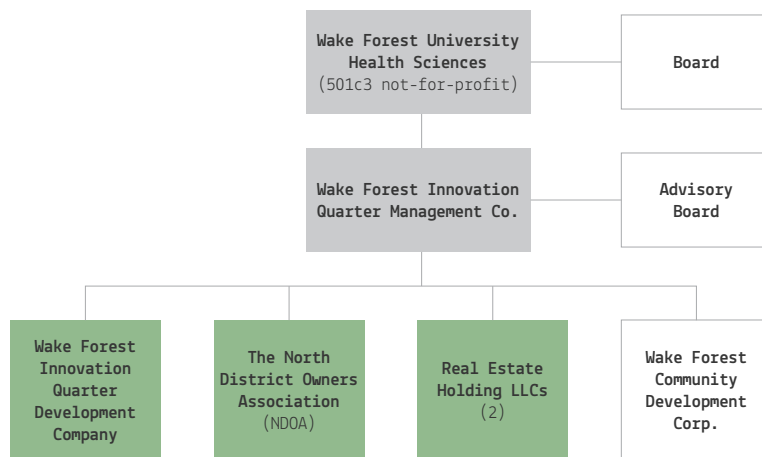 Wake Forest University
Health Sciences
(501c3 not-for-profit)
Board
Wake Forest Innovation
Quarter Management Co.
Advisory
Board
Wake Forest
Innovation
Quarter
Development
Company
The North
District Owners
Association
(NDOA)
Real Estate
Holding LLCs
(2)
Wake Forest
Community
Development
Corp.